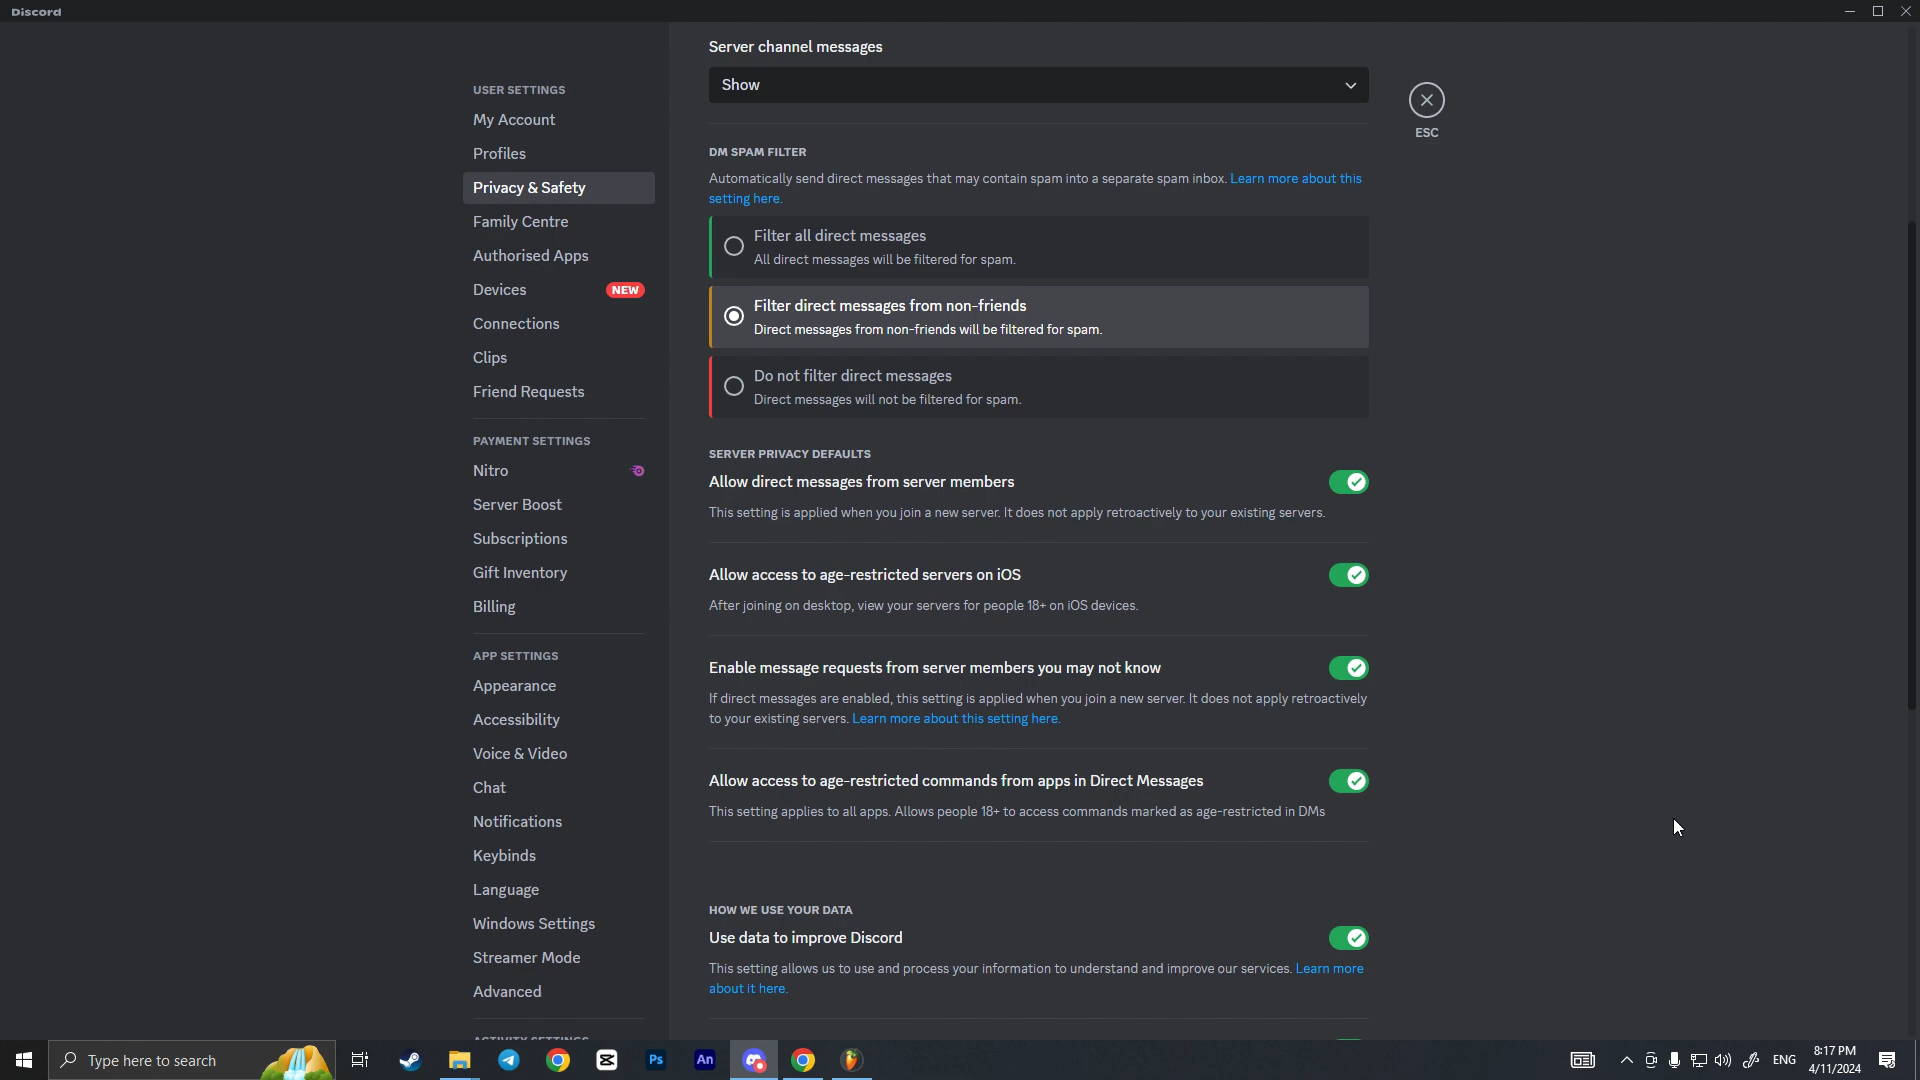 Discord
USER SETTINGS
My Account
Profiles
Privacy & Safety
Family Centre
Authorised Apps
Devices
NEW
Connections
Clips
Friend Requests
PAYMENT SETTINGS
Nitro
Server Boost
Subscriptions
Gift Inventory
Billing
APP SETTINGS
Appearance
Accessibility
Voice & Video
Chat
Notifications
Keybinds
Language
Windows Settings
Streamer Mode
Advanced
ACTIVITY SETTINGS
Server channel messages
Show
ESC
DM SPAM FILTER
Automatically send direct messages that may contain spam into a separate spam inbox. Learn more about this
setting here.
Filter all direct messages
All direct messages will be filtered for spam.
Filter direct messages from non-friends
Direct messages from non-friends will be filtered for spam.
Do not filter direct messages
Direct messages will not be filtered for spam.
SERVER PRIVACY DEFAULTS
Allow direct messages from server members
This setting is applied when you join a new server. It does not apply retroactively to your existing servers.
Allow access to age-restricted servers on iOS
After joining on desktop, view your servers for people 18+ on iOS devices.
Enable message requests from server members you may not know
If direct messages are enabled, this setting is applied when you join a new server. It does not apply retroactively
to your existing servers. Learn more about this setting here.
Allow access to age-restricted commands from apps in Direct Messages
This setting applies to all apps. Allows people 18+ to access commands marked as age-restricted in DMs
HOW WE USE YOUR DATA
Use data to improve Discord
This setting allows us to use and process your information to understand and improve our services. Learn more
about it here.
Type here to search
Ps
An
ENG
8:17 PM
4/11/2024